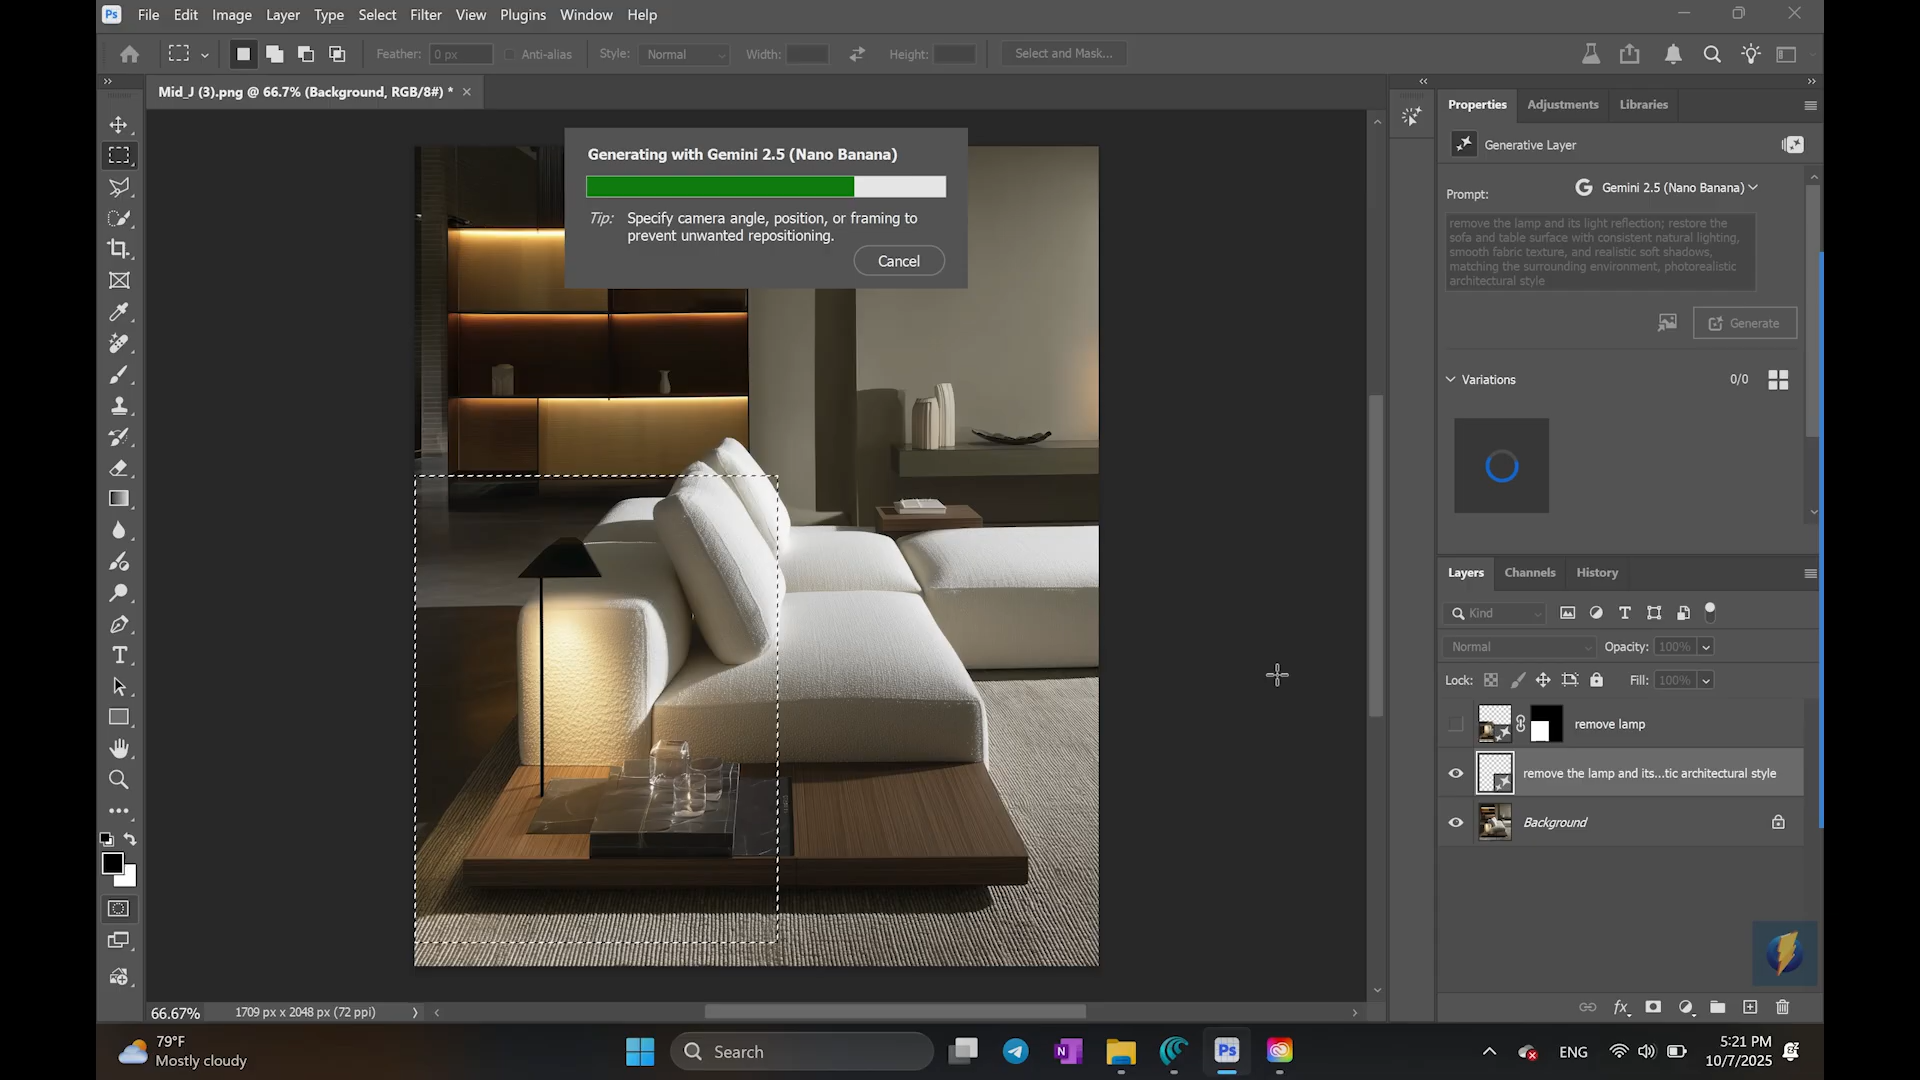 Ps File Edit Image Layer Type Select Filter View Plugins Window Help
Feather: 0 px Anti-alias Style: Normal Width: Height: Select and Mask...
Mid_J (3).png @ 66.7% (Background, RGB/8#) *
Properties Adjustments Libraries
Generative Layer
Prompt: Gemini 2.5 (Nano Banana)
remove the lamp and its light reflection; restore the
sofa and table surface with consistent natural lighting,
smooth fabric texture, and realistic soft shadows,
matching the surrounding environment, photorealistic
architectural style
Generate
Variations 0/0
Generating with Gemini 2.5 (Nano Banana)
Tip: Specify camera angle, position, or framing to
prevent unwanted repositioning.
Cancel
Layers Channels History
Kind
Normal Opacity: 100%
Lock: Fill: 100%
remove lamp
remove the lamp and its...tic architectural style
Background
fx
66.67% 1709 px x 2048 px (72 ppi)
79°F
Mostly cloudy
Search
Ps
ENG
5:21 PM
10/7/2025